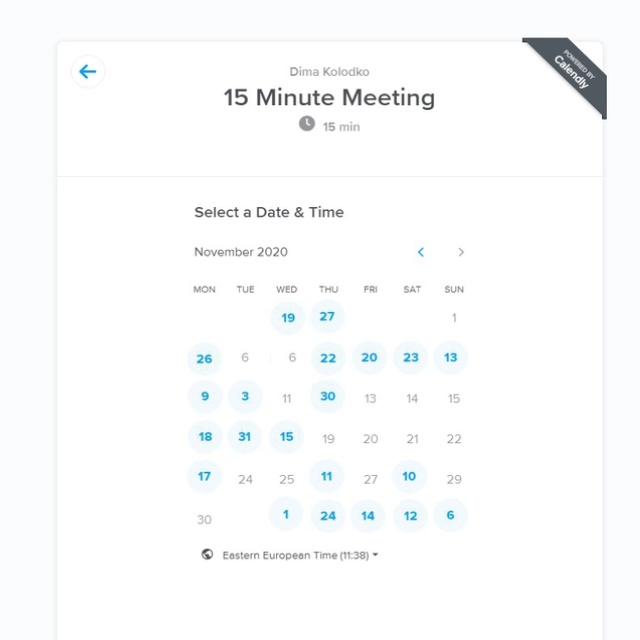 POWERED BY
Calendly
Dima Kolodko
15 Minute Meeting
15 min
Select a Date & Time
November 2020
MON TUE WED THU FRI SAT SUN
19 27 1
26 6 6 22 20 23 13
9 3 11 30 13 14 15
18 31 15 19 20 21 22
17 24 25 11 27 10 29
30 1 24 14 12 6
Eastern European Time (11:38)